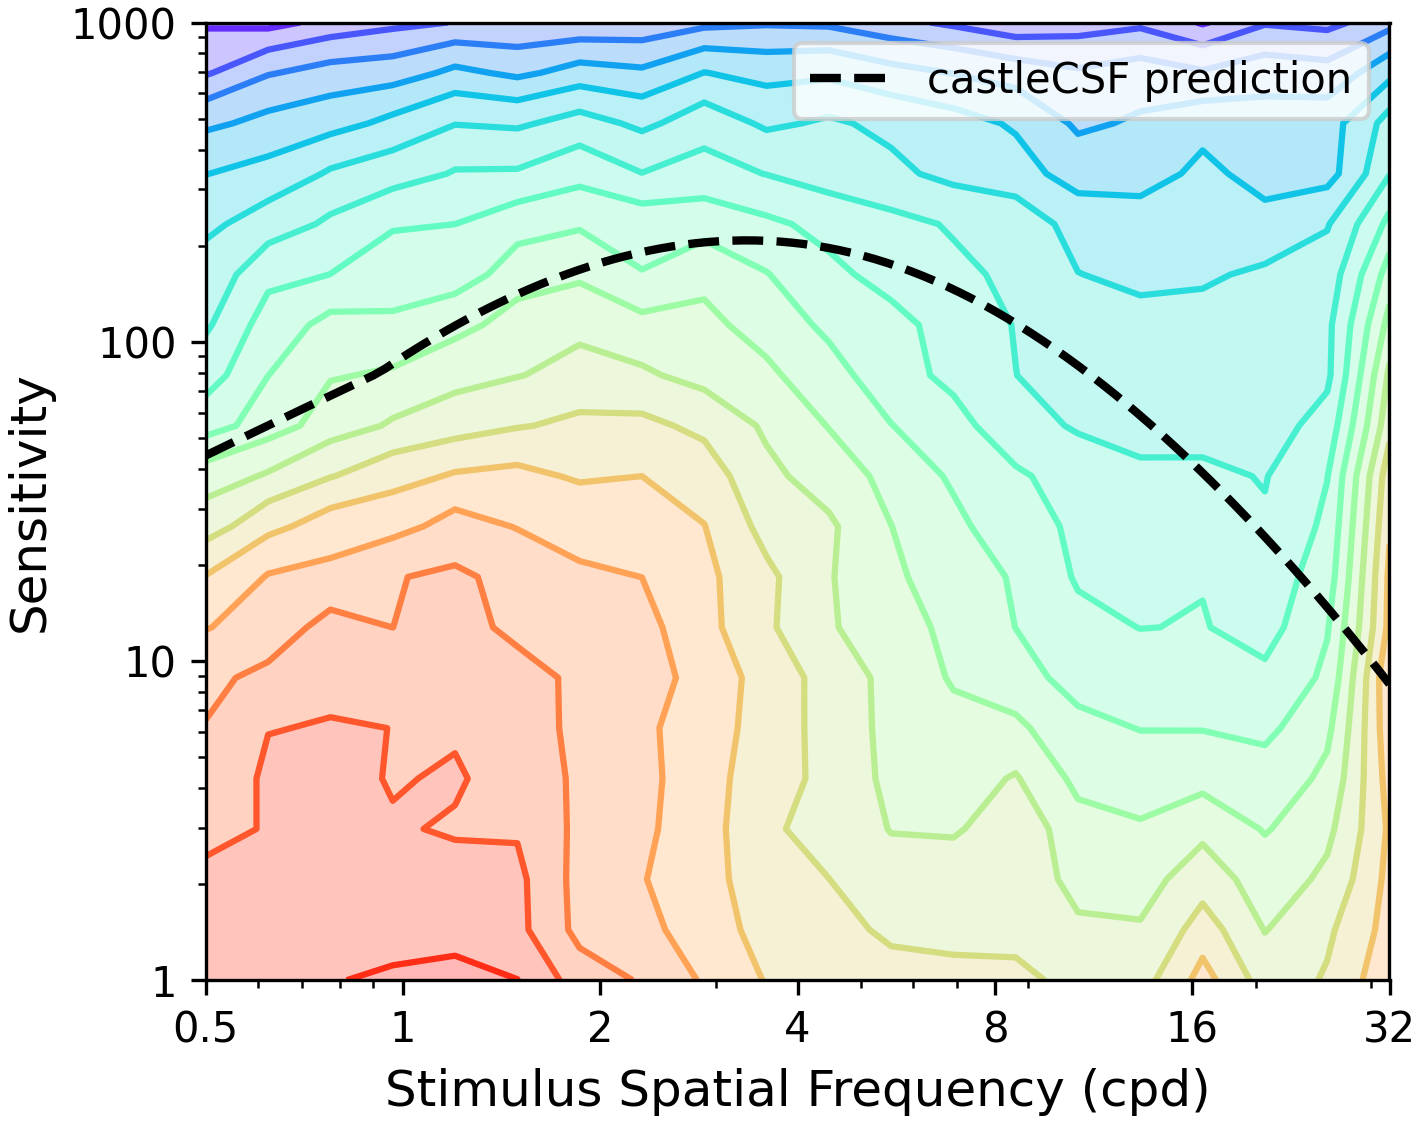 1000
100
10
1
Sensitivity
castleCSF prediction
0.5 1 2 4 8 16 32
Stimulus Spatial Frequency (cpd)